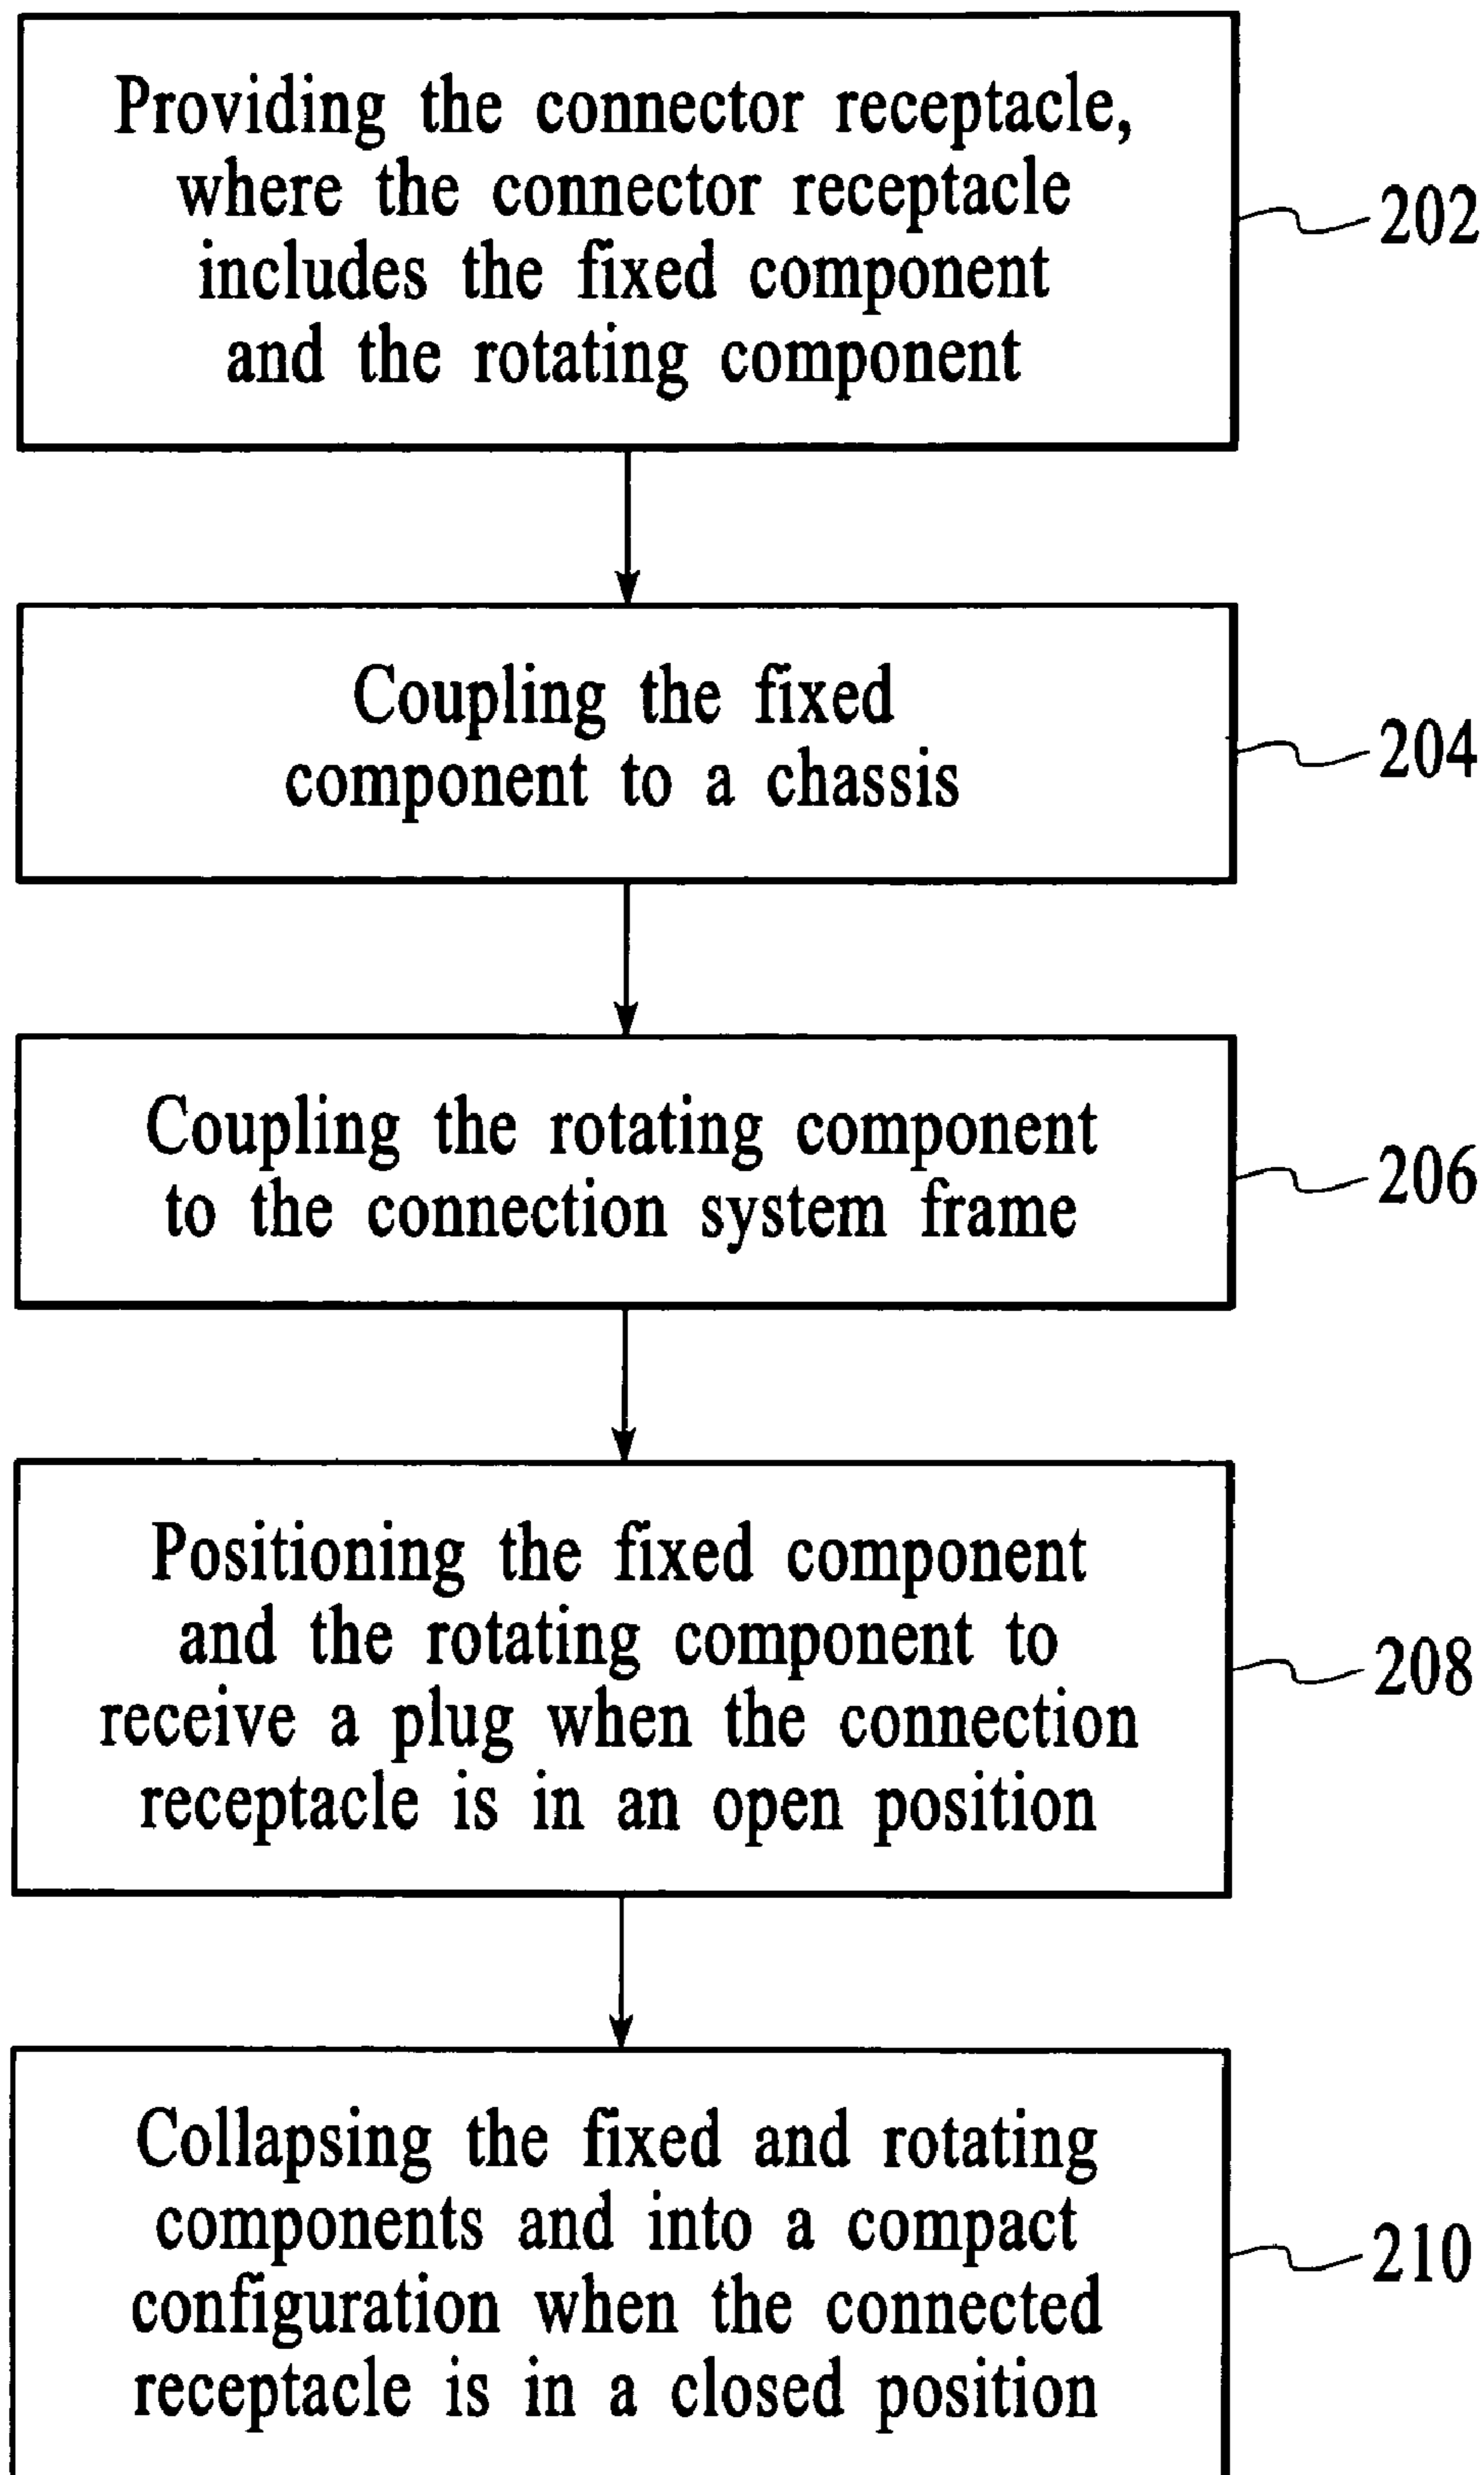 Providing the connector receptacle,
where the connector receptacle
includes the fixed component
and the rotating component
202
Coupling the fixed
component to a chassis
204
Coupling the rotating component
to the connection system frame
206
Positioning the fixed component
and the rotating component to
receive a plug when the connection
receptacle is in an open position
208
Collapsing the fixed and rotating
components and into a compact
configuration when the connected
receptacle is in a closed position
210